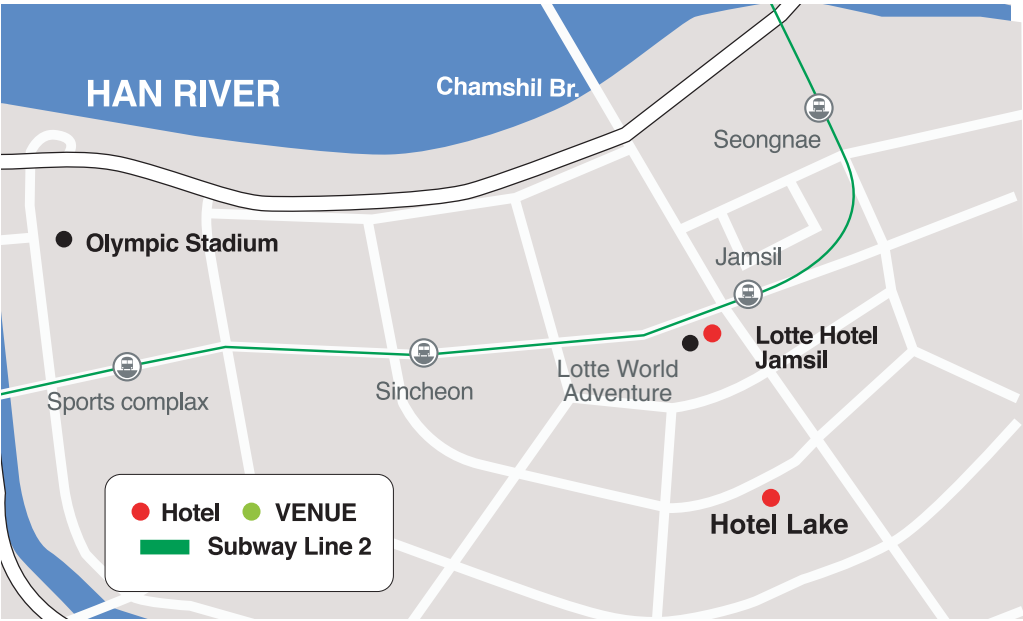 HAN RIVER
Chamshil Br.
Seongnae
Olympic Stadium
Jamsil
Lotte Hotel
Jamsil
Lotte World
Adventure
Sincheon
Sports complax
Hotel Lake
Hotel
VENUE
Subway Line 2